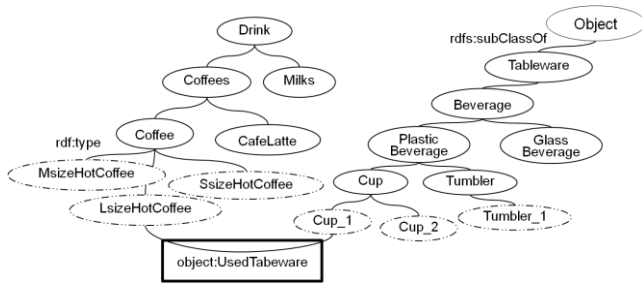 Object
rdfs:subClassOf
Drink
Tableware
Coffees
Milks
Beverage
rdf:type
Coffee
CafeLatte
Plastic
Beverage
Glass
Beverage
MsizeHotCoffee
SsizeHotCoffee
Cup
Tumbler
LsizeHotCoffee
Cup_1
Cup_2
Tumbler_1
object:UsedTabeware